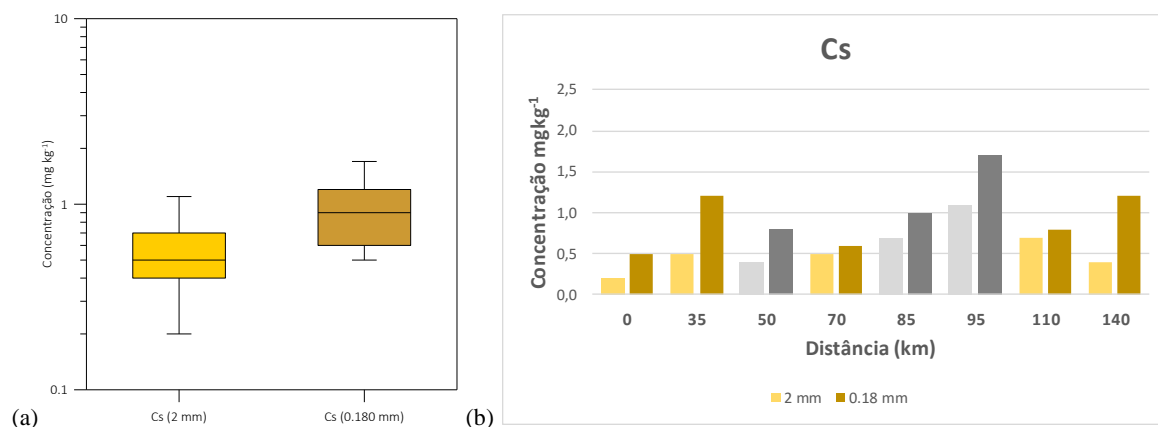 10
1
0.1
Concentração (mg kg⁻¹)
Cs (2 mm)
Cs (0.180 mm)
(a)
Cs
2,5
2,0
1,5
1,0
0,5
0,0
Concentração mgkg⁻¹
0 35 50 70 85 95 110 140
Distância (km)
2 mm 0.18 mm
(b)